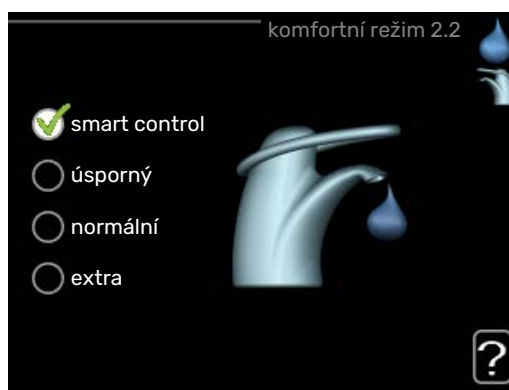 komfortní režim 2.2
smart control
úsporný
normální
extra
?